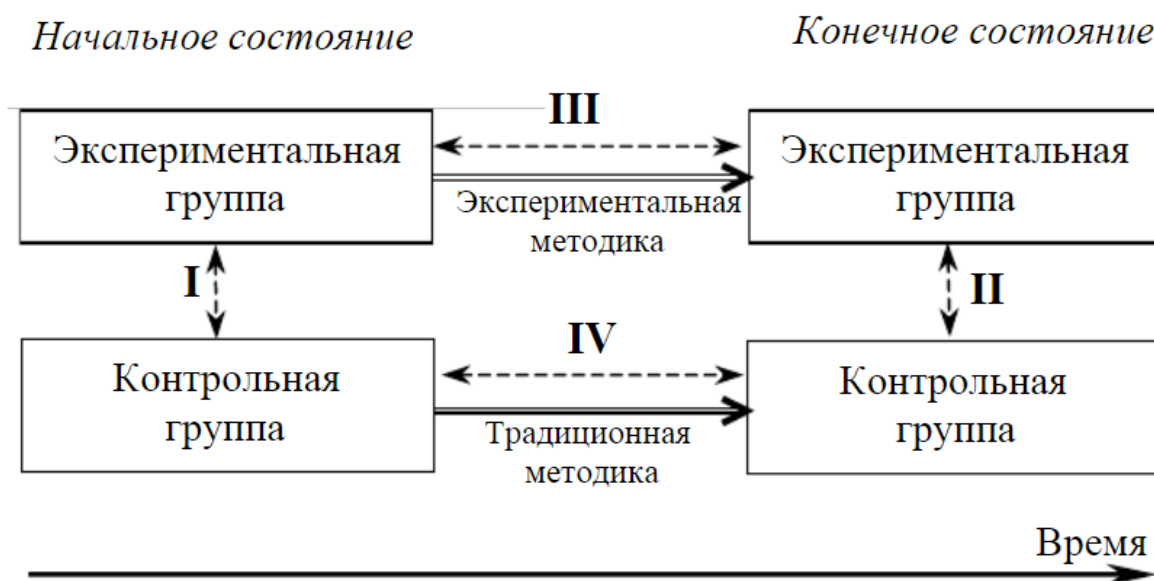 Начальное состояние
Конечное состояние
III
Экспериментальная
группа
Экспериментальная
группа
Экспериментальная
методика
I
II
IV
Контрольная
группа
Контрольная
группа
Традиционная
методика
Время